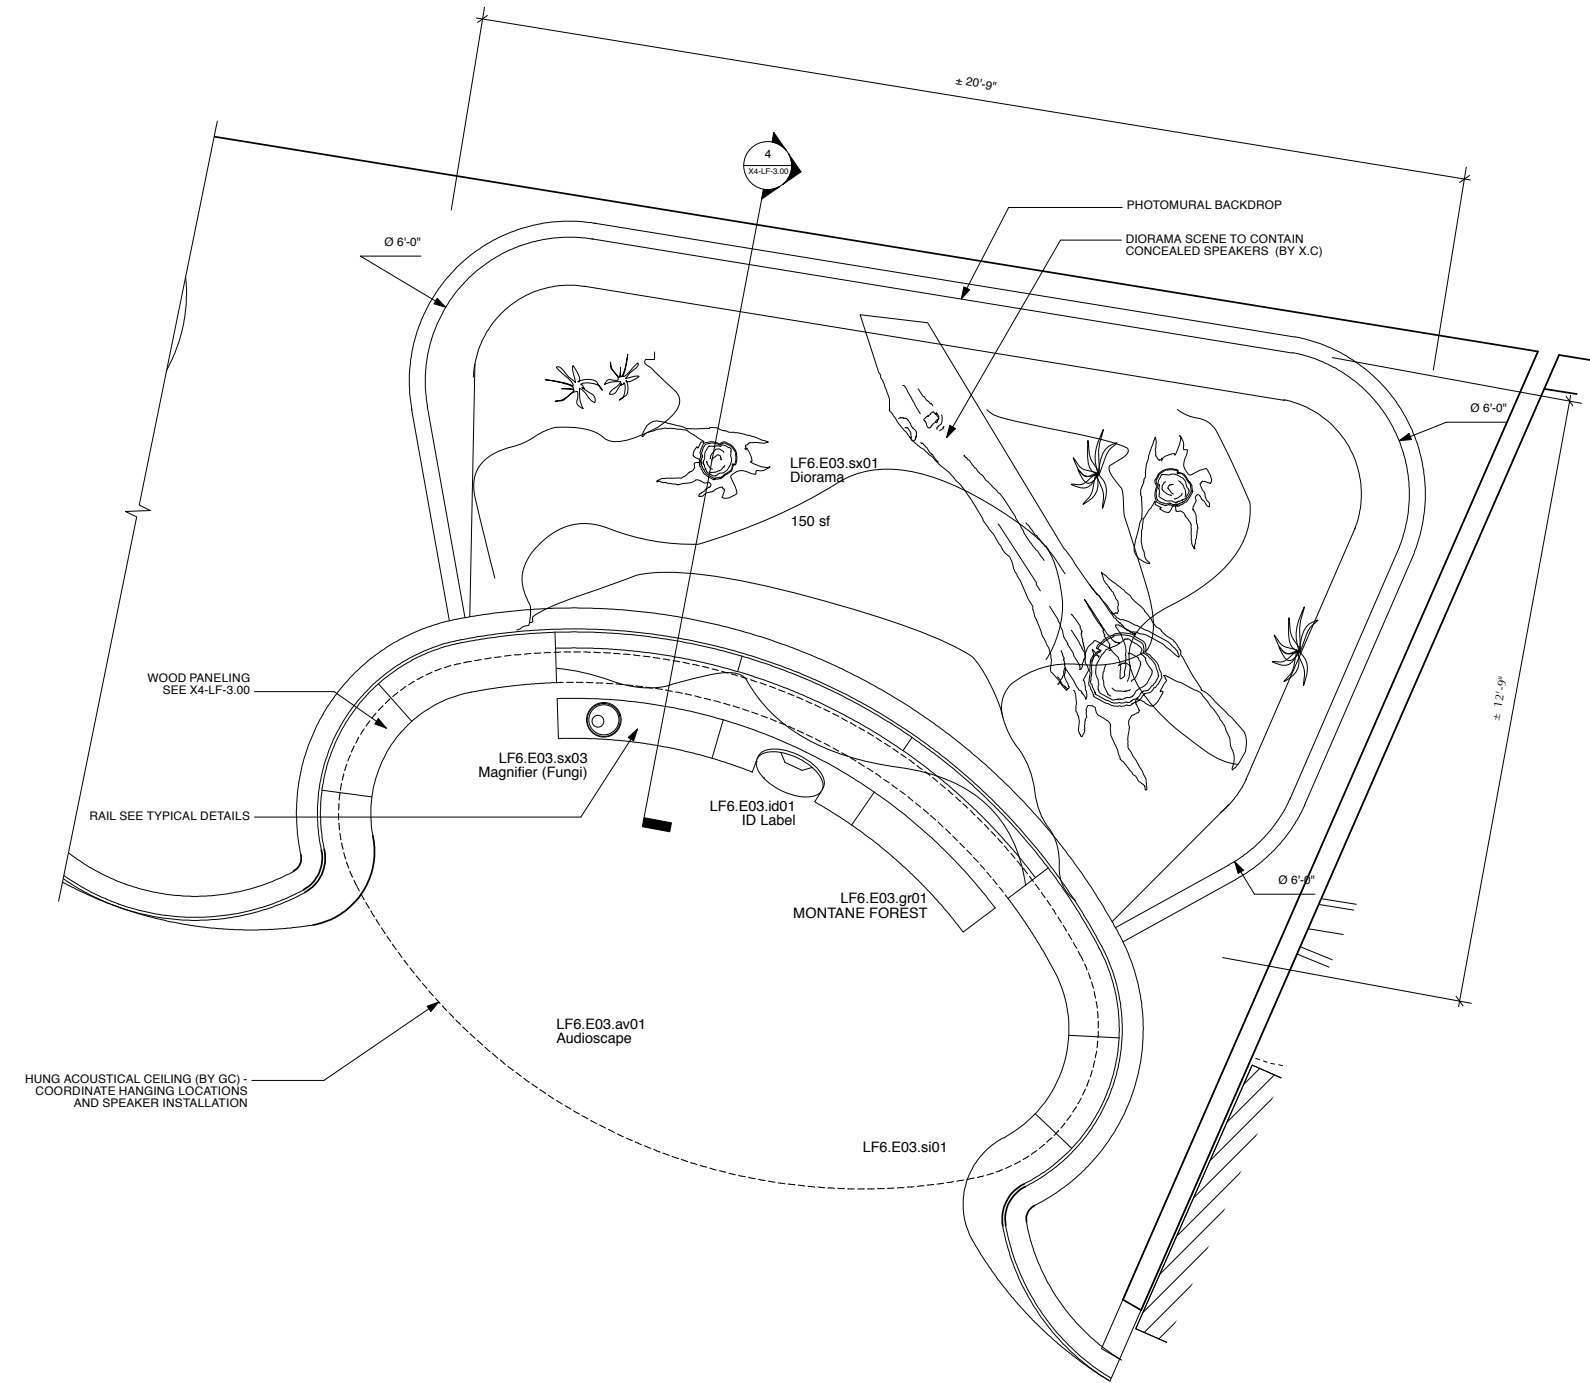 ± 20'-9"
4
X4-LF-3.00
PHOTOMURAL BACKDROP
DIORAMA SCENE TO CONTAIN
CONCEALED SPEAKERS (BY X.C)
Ø 6'-0"
Ø 6'-0"
LF6.E03.sx01
Diorama
150 sf
WOOD PANELING
SEE X4-LF-3.00
± 12'-9"
LF6.E03.sx03
Magnifier (Fungi)
RAIL SEE TYPICAL DETAILS
LF6.E03.id01
ID Label
Ø 6'-0"
LF6.E03.gr01
MONTANE FOREST
LF6.E03.av01
Audioscape
HUNG ACOUSTICAL CEILING (BY GC) -
COORDINATE HANGING LOCATIONS
AND SPEAKER INSTALLATION
LF6.E03.si01